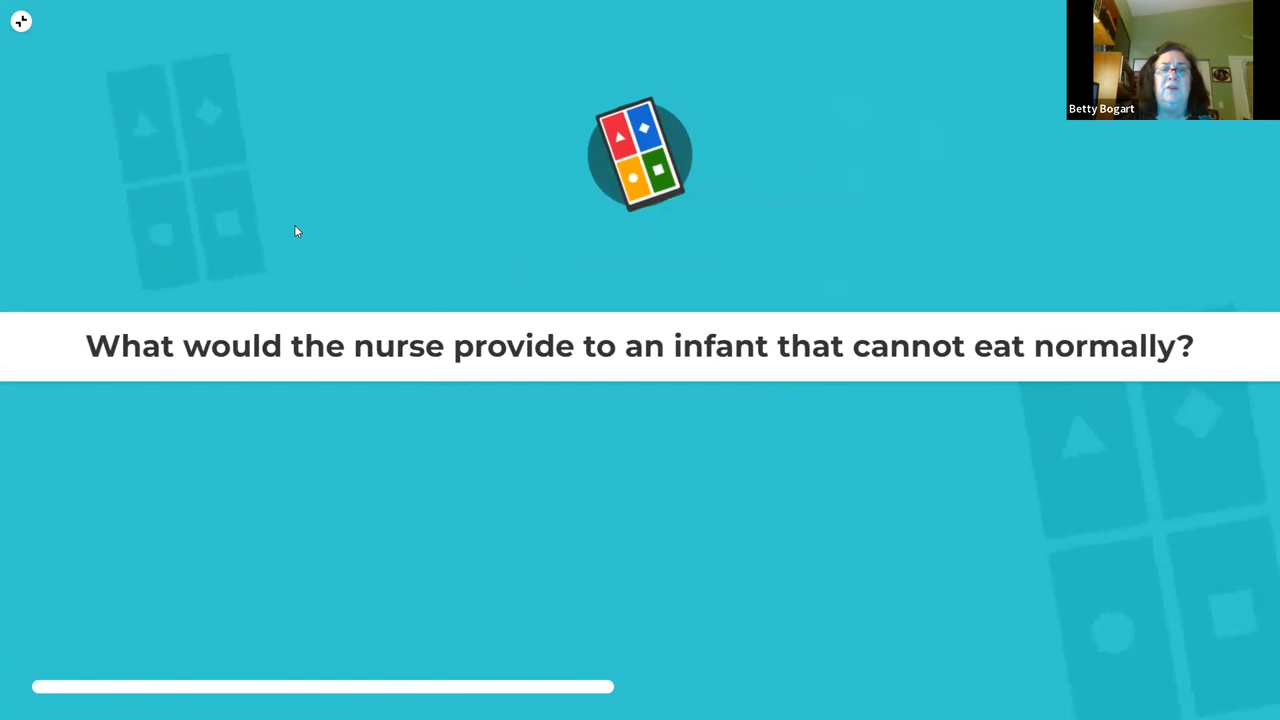 Betty Bogart
What would the nurse provide to an infant that cannot eat normally?